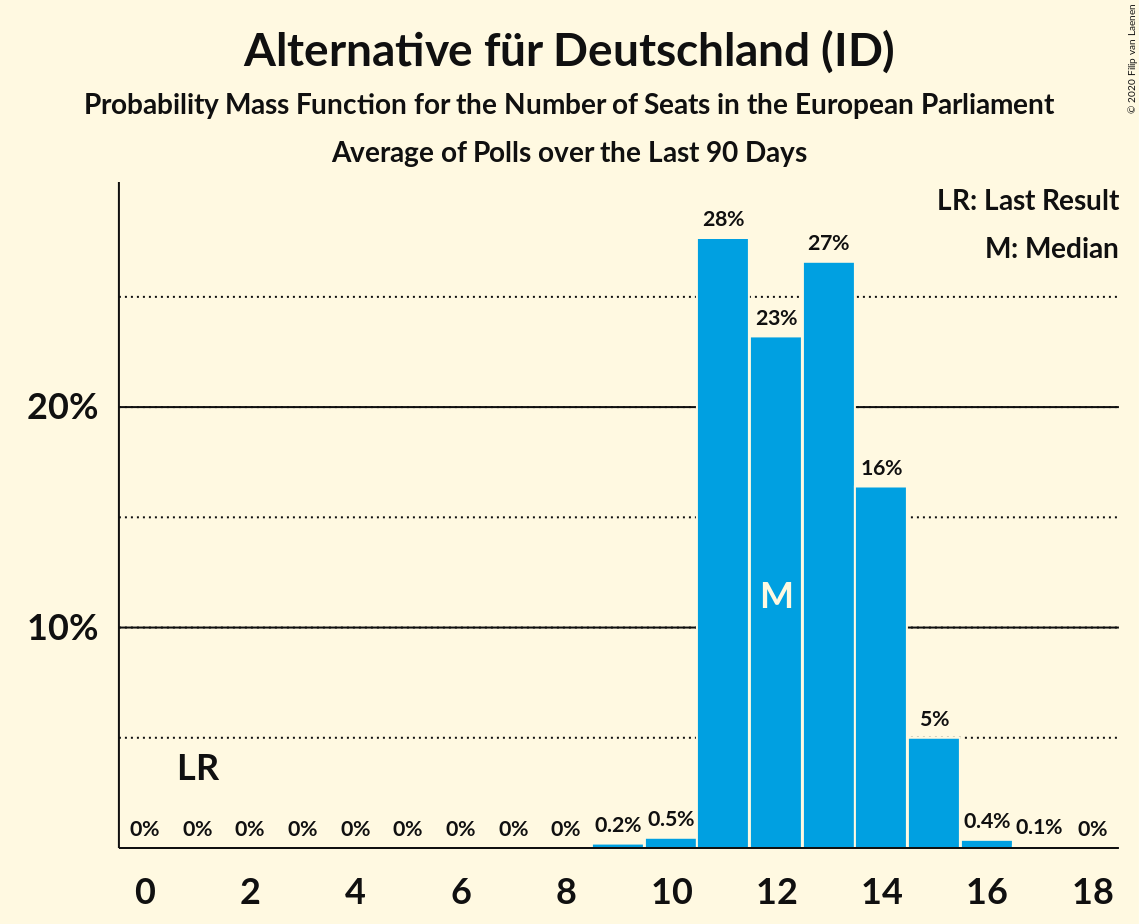 Alternative für Deutschland (ID)
Probability Mass Function for the Number of Seats in the European Parliament
Average of Polls over the Last 90 Days
© 2020 Filip van Laenen
LR: Last Result
M: Median
28%
27%
23%
20%
16%
M
10%
5%
LR
0% 0% 0% 0% 0% 0% 0% 0% 0% 0.2% 0.5% 0.4% 0.1% 0%
0 2 4 6 8 10 12 14 16 18